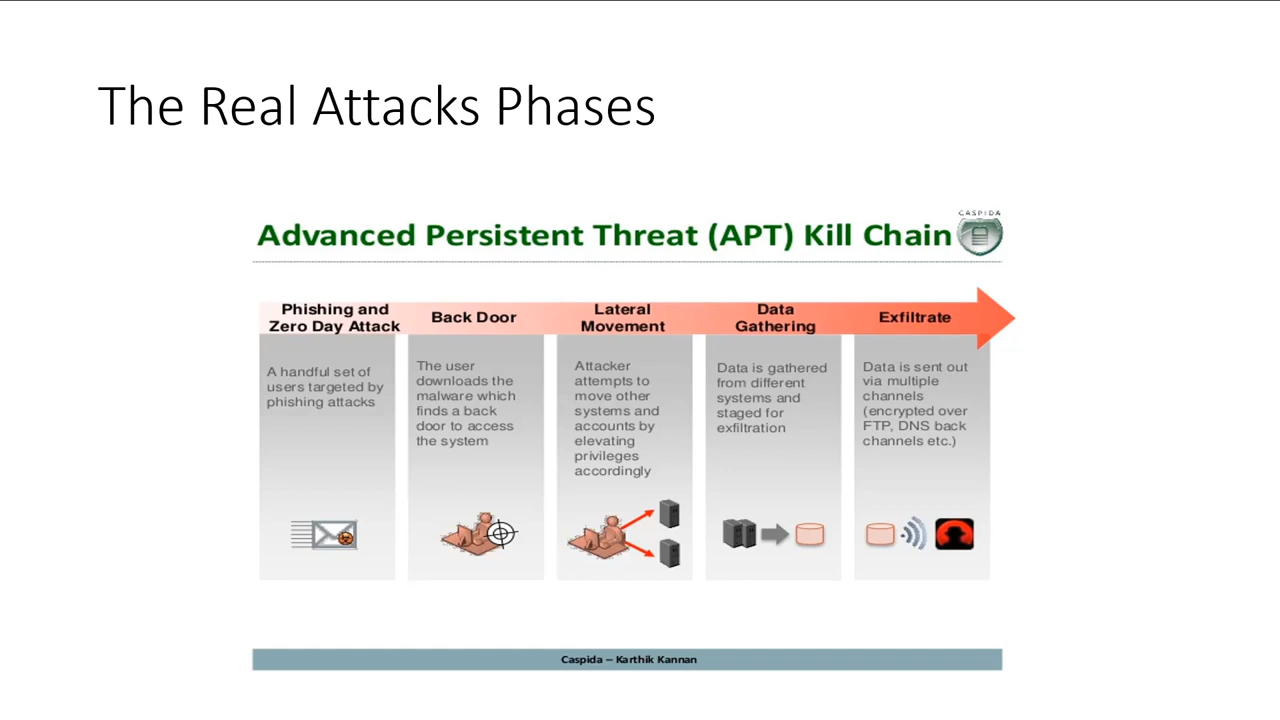 The Real Attacks Phases
CASPIDA
Advanced Persistent Threat (APT) Kill Chain
Phishing and
Zero Day Attack
A handful set of
users targeted by
phishing attacks
Back Door
The user
downloads the
malware which
finds a back
door to access
the system
Lateral
Movement
Attacker
attempts to
move other
systems and
accounts by
elevating
privileges
accordingly
Data
Gathering
Data is gathered
from different
systems and
staged for
exfiltration
Exfiltrate
Data is sent out
via multiple
channels
(encrypted over
FTP, DNS back
channels etc.)
Caspida – Karthik Kannan